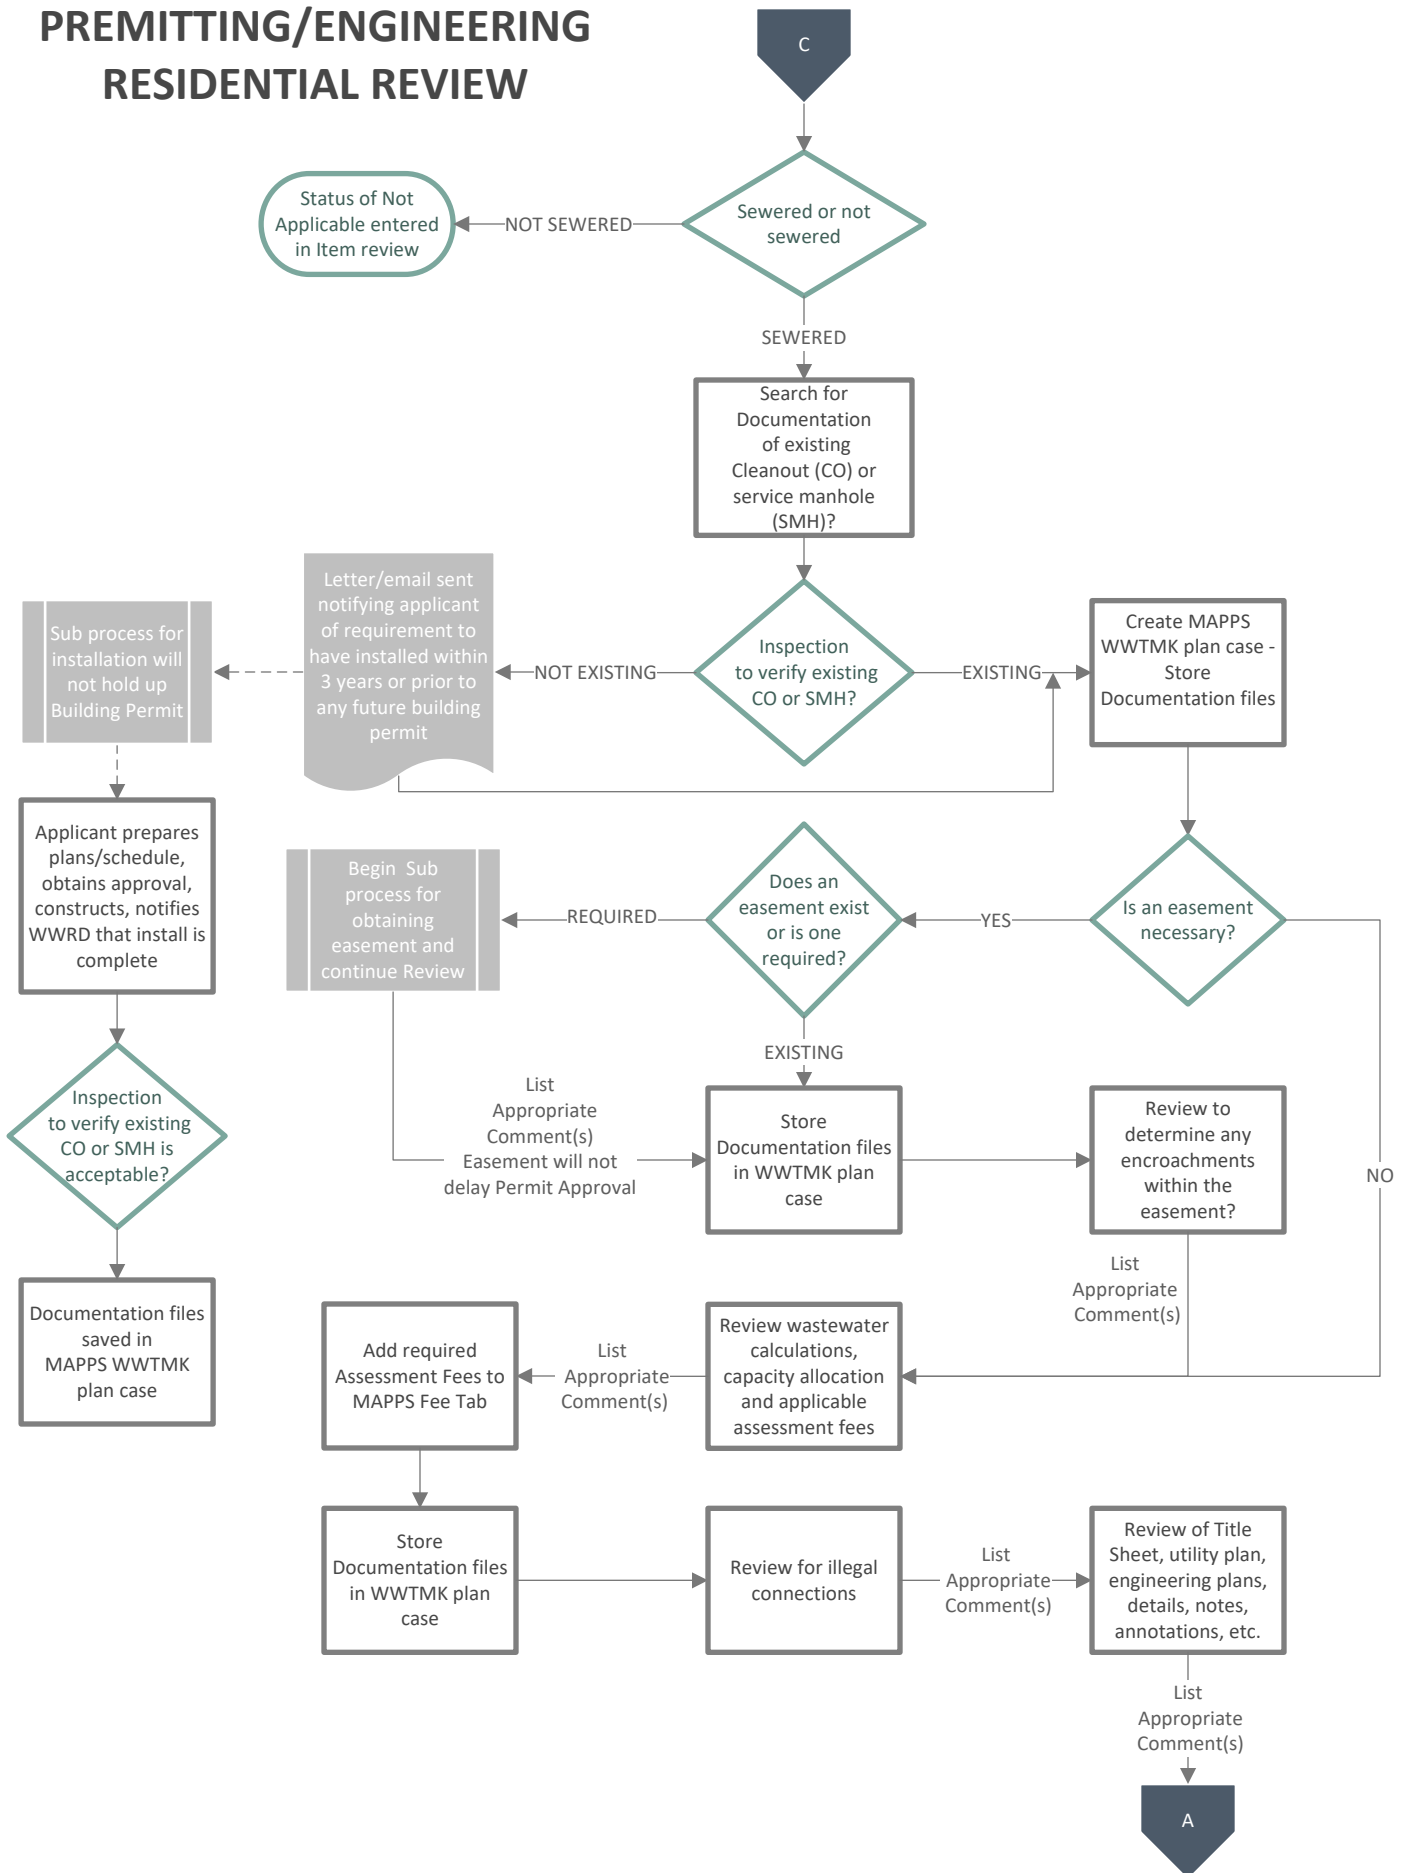 PREMITTING/ENGINEERING
RESIDENTIAL REVIEW
C
Sewered or not
sewered
NOT SEWERED
Status of Not
Applicable entered
in Item review
SEWERED
Search for
Documentation
of existing
Cleanout (CO) or
service manhole
(SMH)?
Inspection
to verify existing
CO or SMH?
NOT EXISTING
Letter/email sent
notifying applicant
of requirement to
have installed within
3 years or prior to
any future building
permit
Sub process for
installation will
not hold up
Building Permit
EXISTING
Create MAPPS
WWTMK plan case -
Store
Documentation files
Applicant prepares
plans/schedule,
obtains approval,
constructs, notifies
WWRD that install is
complete
Begin Sub
process for
obtaining
easement and
continue Review
REQUIRED
Does an
easement exist
or is one
required?
YES
Is an easement
necessary?
EXISTING
Inspection
to verify existing
CO or SMH is
acceptable?
List
Appropriate
Comment(s)
Easement will not
delay Permit Approval
Store
Documentation files
in WWTMK plan
case
Review to
determine any
encroachments
within the
easement?
NO
List
Appropriate
Comment(s)
Documentation files
saved in
MAPPS WWTMK
plan case
Add required
Assessment Fees to
MAPPS Fee Tab
List
Appropriate
Comment(s)
Review wastewater
calculations,
capacity allocation
and applicable
assessment fees
Store
Documentation files
in WWTMK plan
case
Review for illegal
connections
List
Appropriate
Comment(s)
Review of Title
Sheet, utility plan,
engineering plans,
details, notes,
annotations, etc.
List
Appropriate
Comment(s)
A